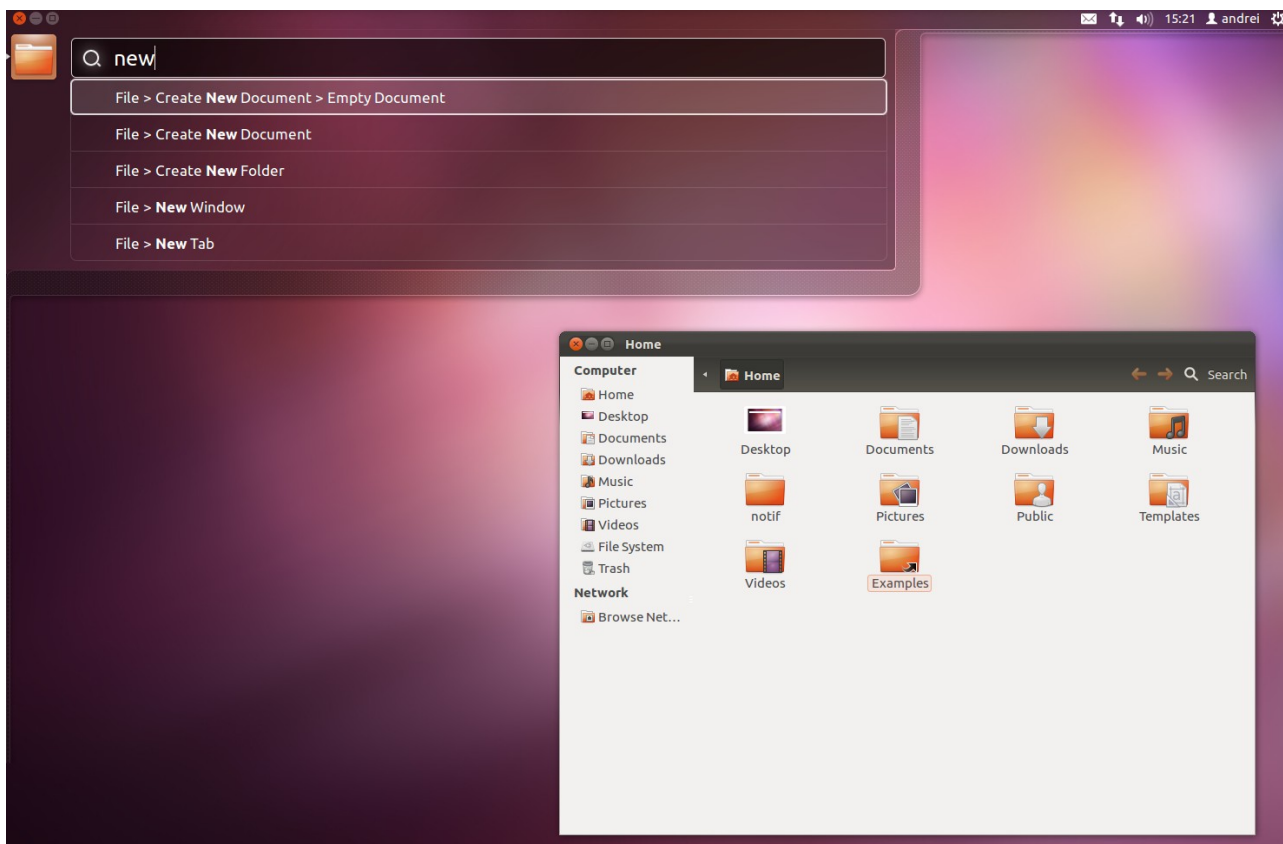 15:21 andrei
new
File > Create New Document > Empty Document
File > Create New Document
File > Create New Folder
File > New Window
File > New Tab
Home
Computer
Home
Desktop
Documents
Downloads
Music
Pictures
Videos
File System
Trash
Network
Browse Net...
Home
Search
Desktop
Documents
Downloads
Music
notif
Pictures
Public
Templates
Videos
Examples